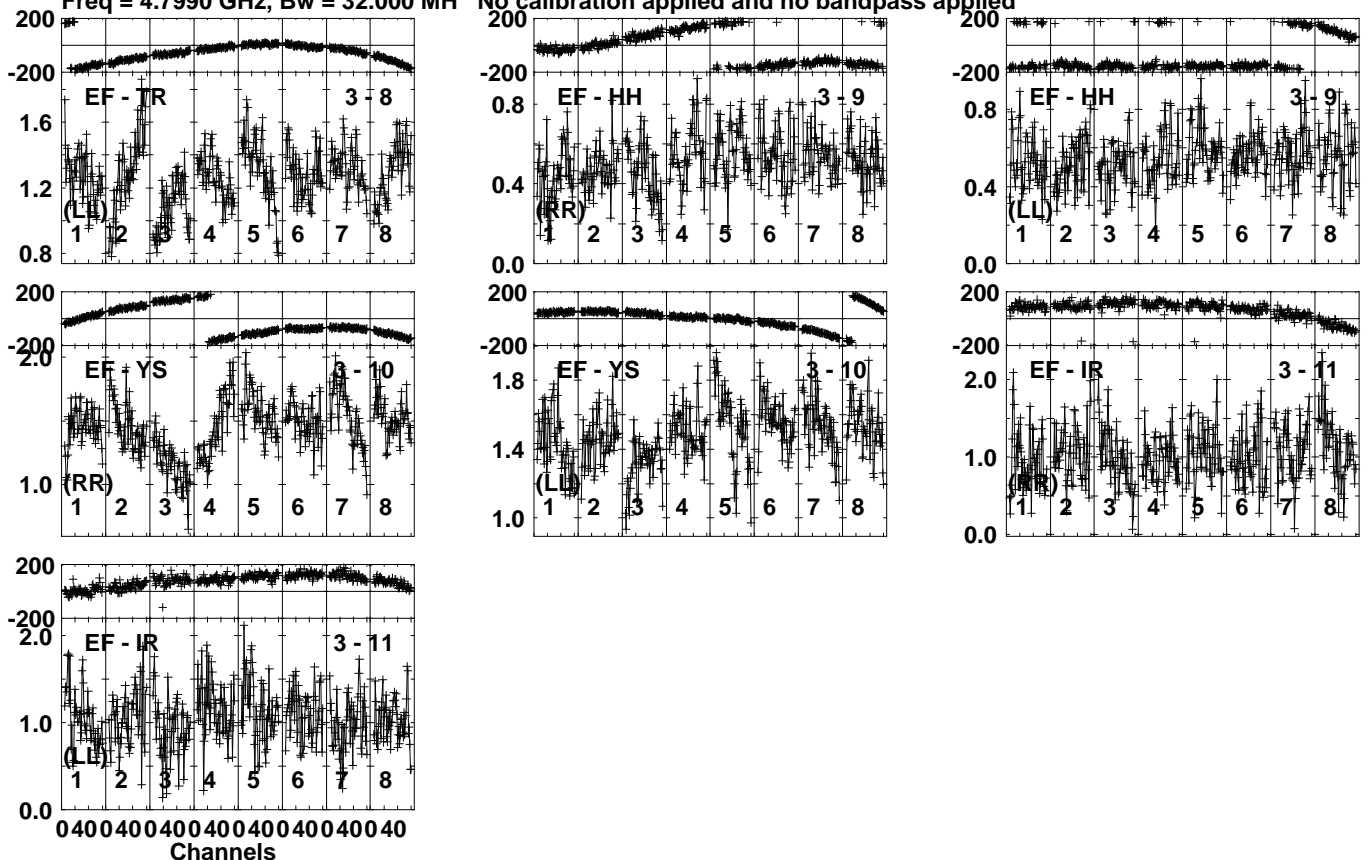 Freq = 4.7990 GHz, Bw = 32.000 MH No calibration applied and no bandpass applied
200
-200
EF - TR 3 - 8
1.6
1.2
0.8
(LL)
1 2 3 4 5 6 7 8
200
-200
EF - HH 3 - 9
0.8
0.4
0.0
(RR)
1 2 3 4 5 6 7 8
200
-200
EF - HH 3 - 9
0.8
0.4
0.0
(LL)
1 2 3 4 5 6 7 8
200
-200
2.0
EF - YS 3 - 10
1.0
(RR)
1 2 3 4 5 6 7 8
200
-200
EF - YS 3 - 10
1.8
1.4
1.0
(LL)
1 2 3 4 5 6 7 8
200
-200
EF - IR 3 - 11
2.0
1.0
0.0
(RR)
1 2 3 4 5 6 7 8
200
-200
2.0
EF - IR 3 - 11
1.0
0.0
(LL)
1 2 3 4 5 6 7 8
0 40 0 40 0 40 0 40 0 40 0 40 0 40 0 40
Channels